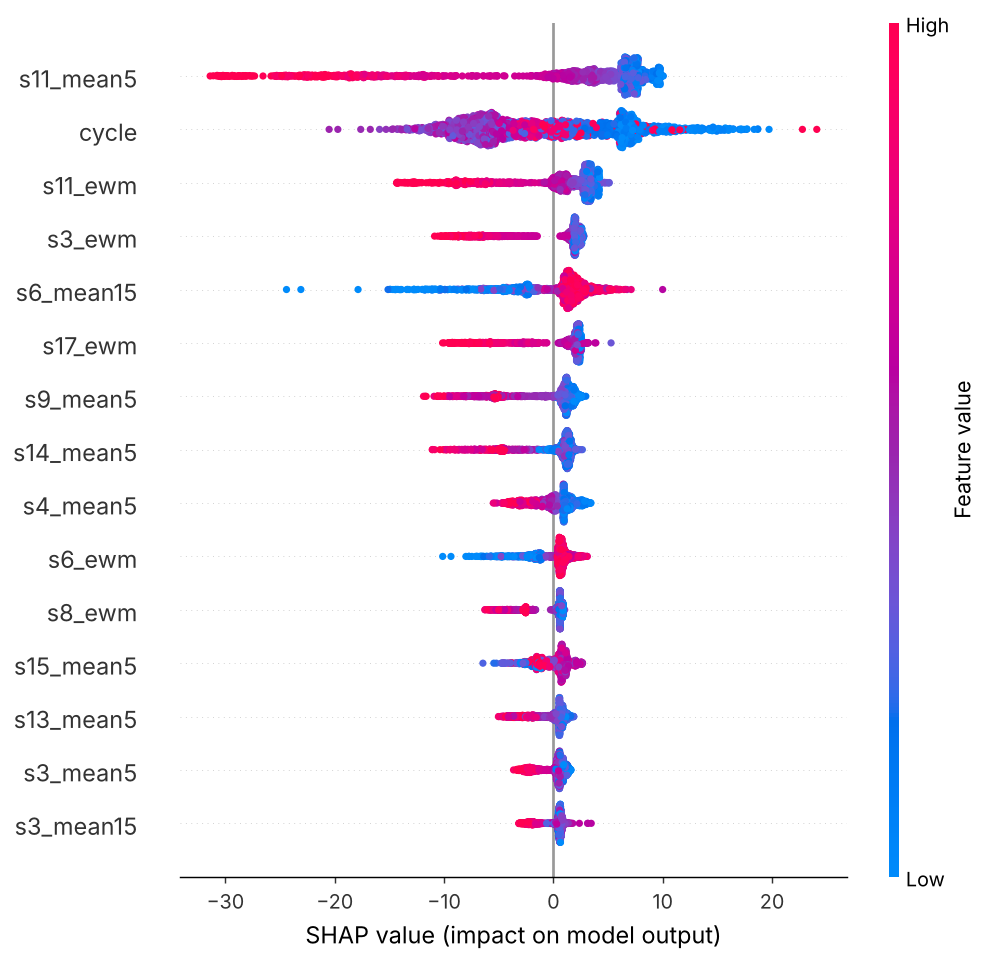 High
s11_mean5
cycle
s11_ewm
s3_ewm
s6_mean15
s17_ewm
s9_mean5
s14_mean5
s4_mean5
s6_ewm
s8_ewm
s15_mean5
s13_mean5
s3_mean5
s3_mean15
Feature value
Low
−30 −20 −10 0 10 20
SHAP value (impact on model output)